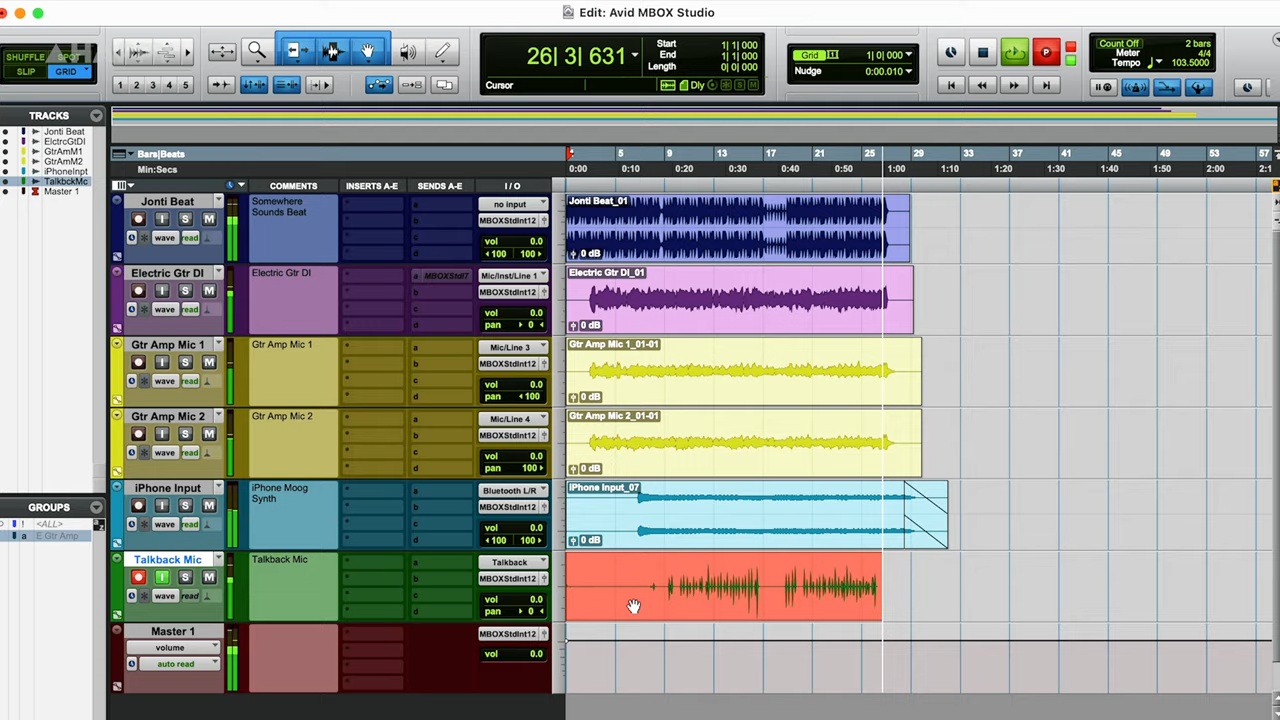 Edit: Avid MBOX Studio
SHUFFLE SPOT
SLIP GRID
1 2 3 4 5
26| 3| 631
Start 1| 1| 000
End 1| 1| 000
Length 0| 0| 000
Cursor
Dly
Grid 1| 0| 000
Nudge 0|0|0.010
Count Off 2 bars
Meter 4/4
Tempo 103.5000
TRACKS
Jonti Beat
ElctrcGtDI
GtrAmM1
GtrAmM2
iPhoneInpt
TalkbckMc
Master 1
GROUPS
! <ALL>
a E Gtr Amp
Bars|Beats
5 9 13 17 21 25 29 33 37 41 45 49 53 57
Min:Secs
0:00 0:10 0:20 0:30 0:40 0:50 1:00 1:10 1:20 1:30 1:40 1:50 2:00 2:1
COMMENTS INSERTS A-E SENDS A-E I / O
Jonti Beat
I S M
wave read
Somewhere
Sounds Beat
a
b
c
d
no input
MBOXStdInt12
vol 0.0
100 100
Jonti Beat_01
0 dB
Electric Gtr DI
I S M
wave read
Electric Gtr DI
a MBOXStdI7
b
c
d
Mic/Inst/Line 1
MBOXStdInt12
vol 0.0
pan 0
Electric Gtr DI_01
0 dB
Gtr Amp Mic 1
I S M
wave read
Gtr Amp Mic 1
a
b
c
d
Mic/Line 3
MBOXStdInt12
vol 0.0
pan 100
Gtr Amp Mic 1_01-01
0 dB
Gtr Amp Mic 2
I S M
wave read
Gtr Amp Mic 2
a
b
c
d
Mic/Line 4
MBOXStdInt12
vol 0.0
pan 100
Gtr Amp Mic 2_01-01
0 dB
iPhone Input
I S M
wave read
iPhone Moog
Synth
a
b
c
d
Bluetooth L/R
MBOXStdInt12
vol 0.0
100 100
iPhone Input_07
0 dB
Talkback Mic
I S M
wave read
Talkback Mic
a
b
c
d
Talkback
MBOXStdInt12
vol 0.0
pan 0
Master 1
volume
auto read
MBOXStdInt12
vol 0.0